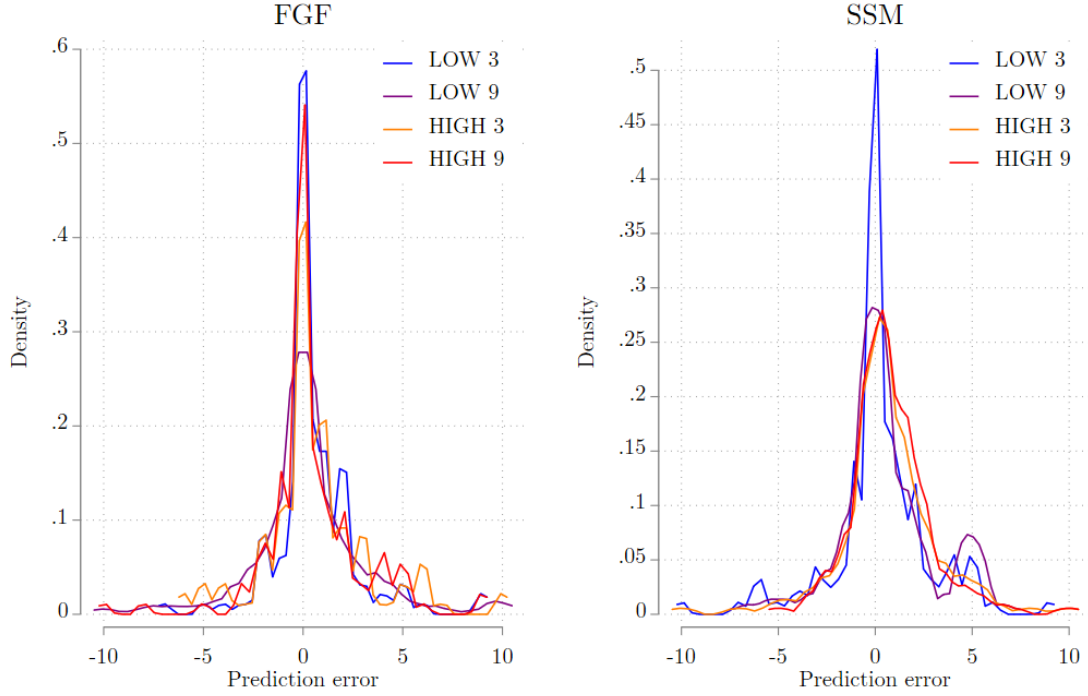 FGF
LOW 3
LOW 9
HIGH 3
HIGH 9
.6
.5
.4
.3
.2
.1
0
Density
-10
-5
0
5
10
Prediction error
SSM
LOW 3
LOW 9
HIGH 3
HIGH 9
.5
.45
.4
.35
.3
.25
.2
.15
.1
.05
0
Density
-10
-5
0
5
10
Prediction error